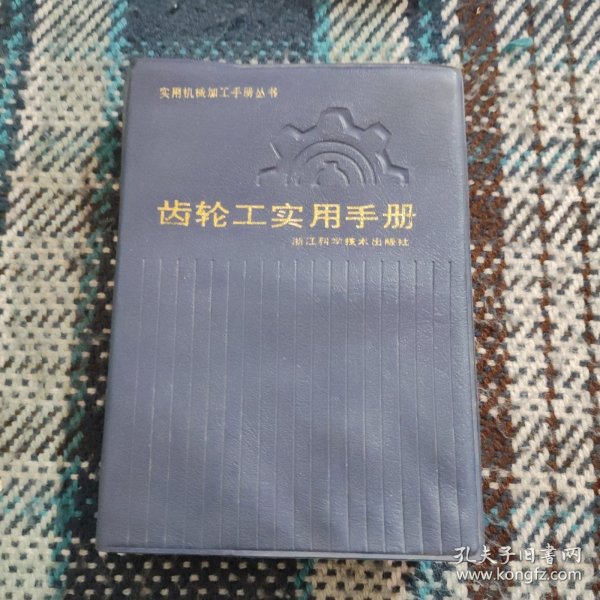 实用机械加工手册丛书
齿轮工实用手册
浙江科学技术出版社
孔夫子旧书网
www.kongfz.com